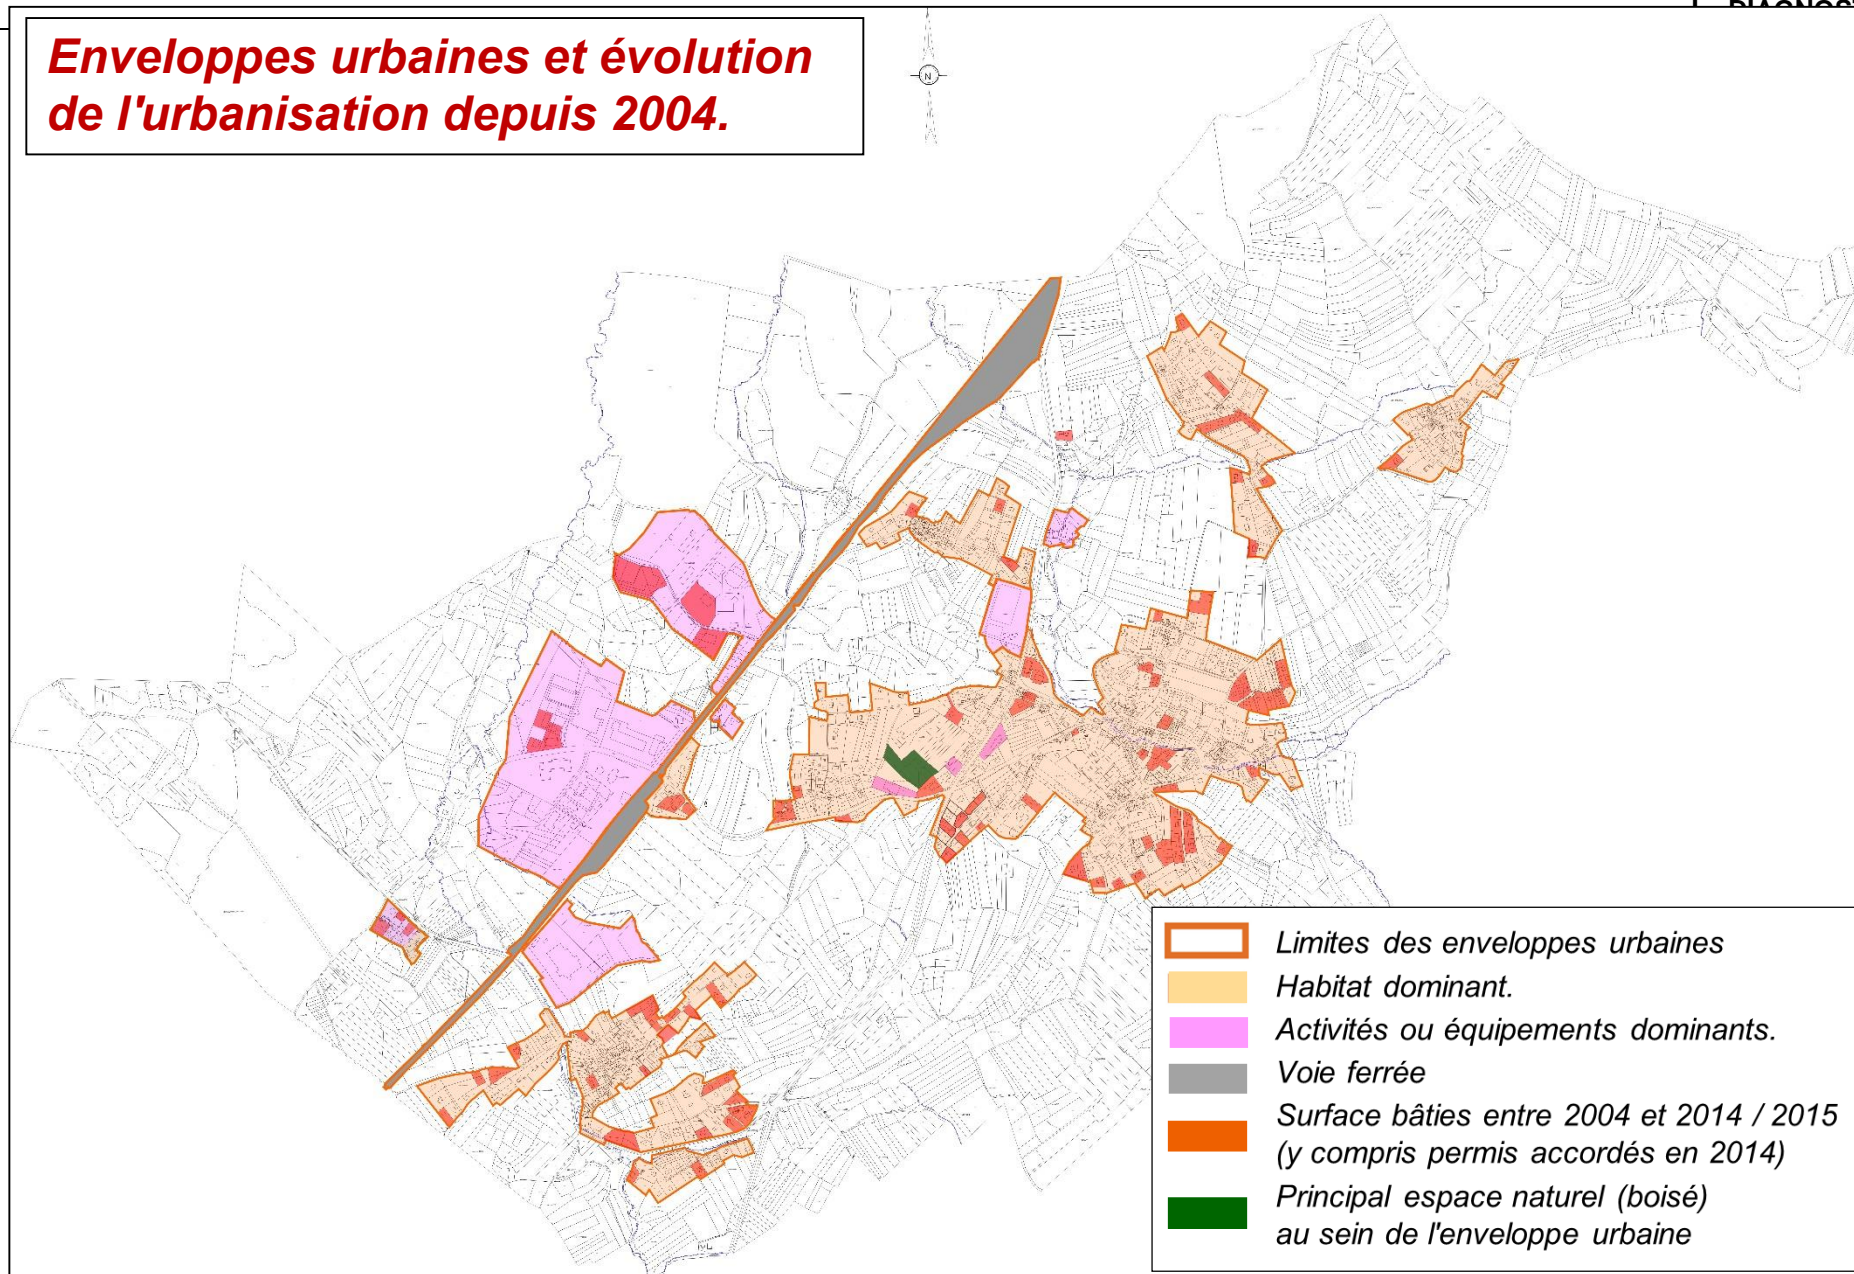 Enveloppes urbaines et évolution
de l'urbanisation depuis 2004.
N
Limites des enveloppes urbaines
Habitat dominant.
Activités ou équipements dominants.
Voie ferrée
Surface bâties entre 2004 et 2014 / 2015
(y compris permis accordés en 2014)
Principal espace naturel (boisé)
au sein de l'enveloppe urbaine